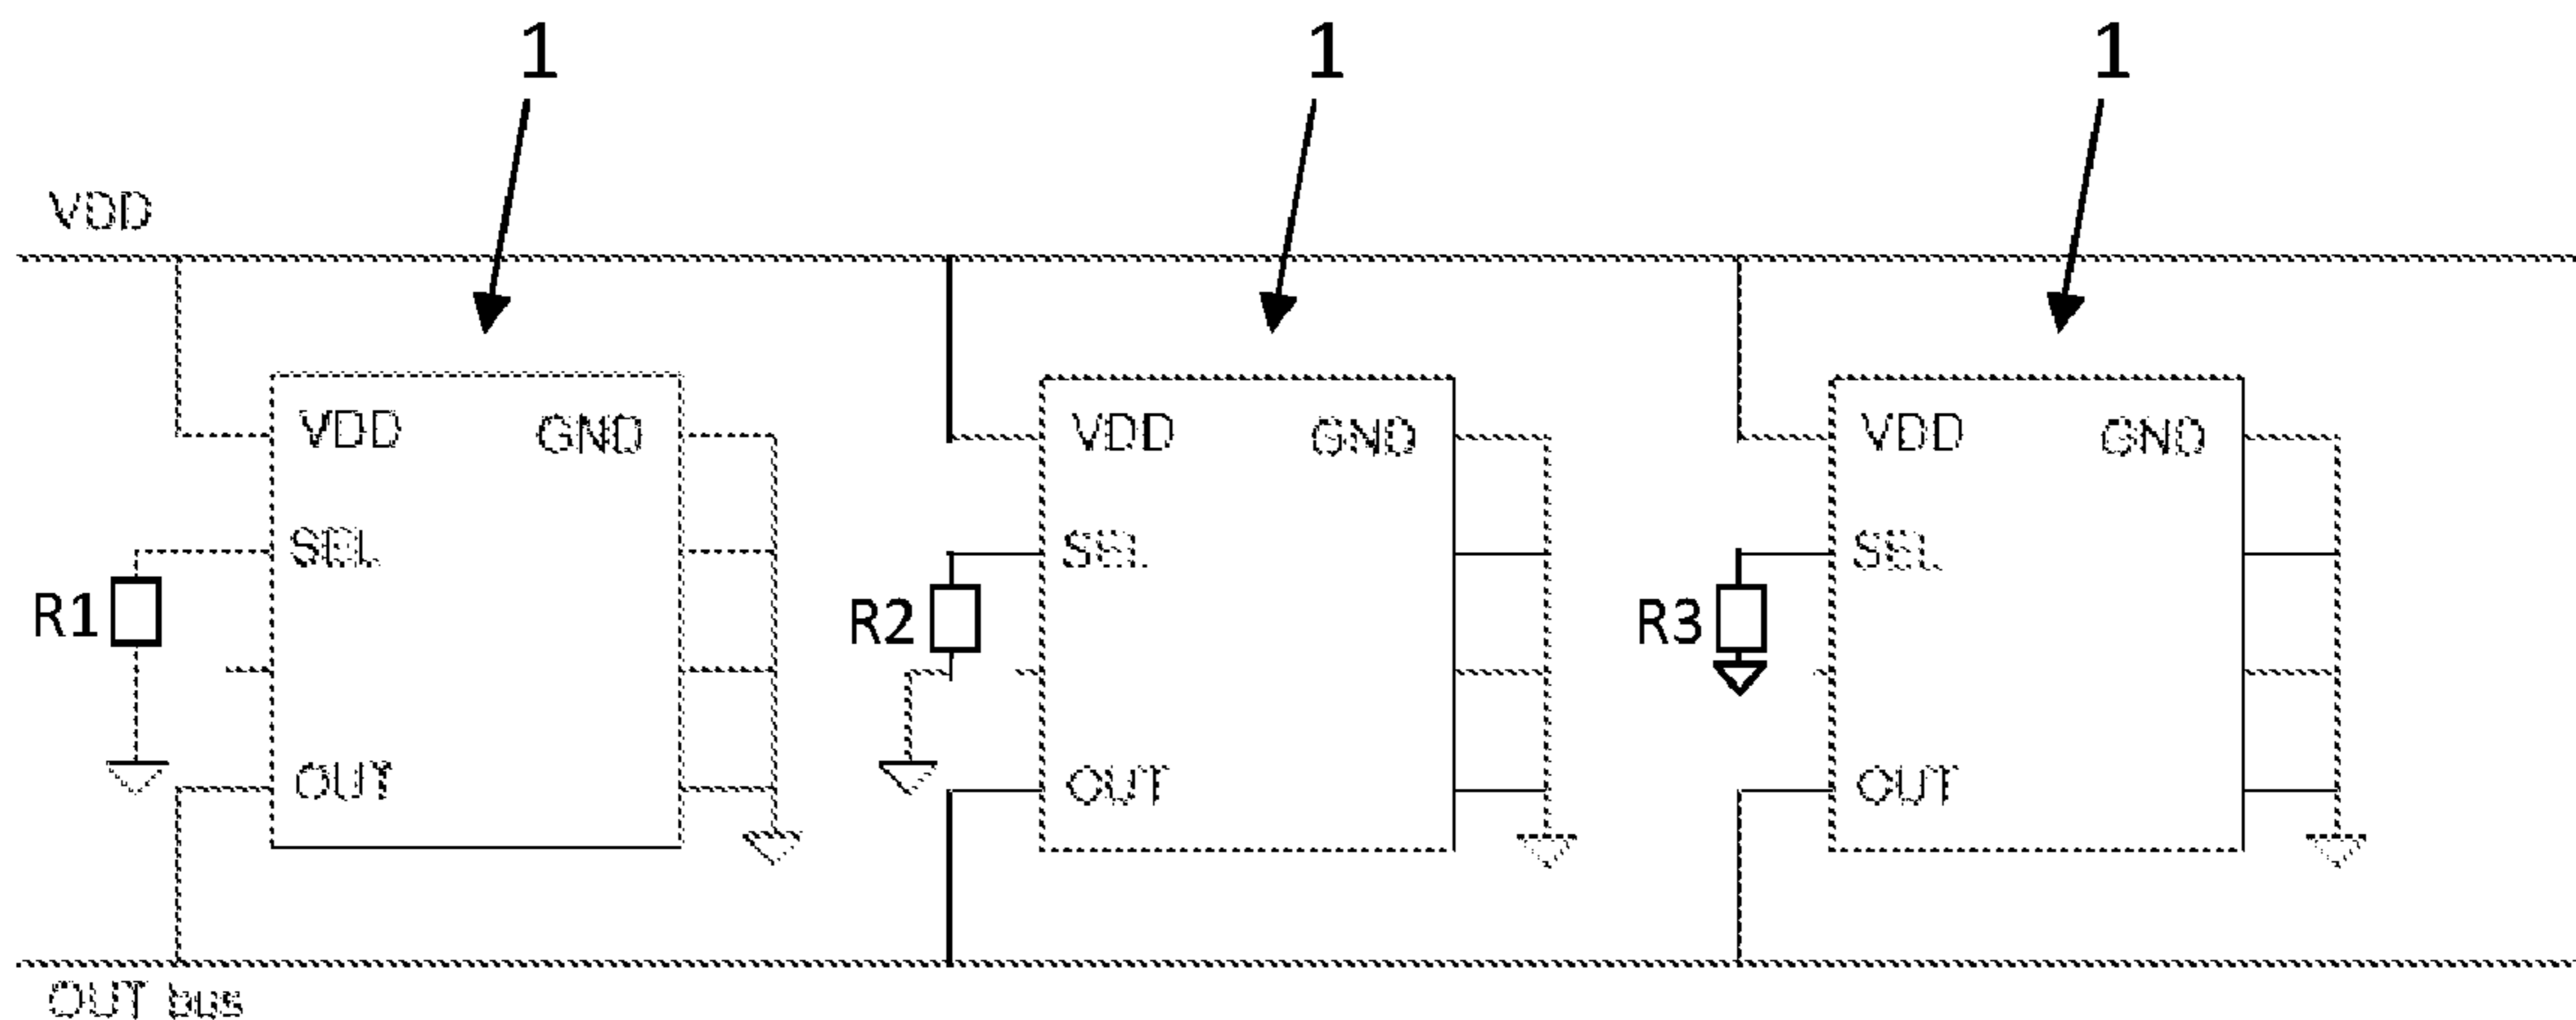 1 1 1
VDD
VDD GND VDD GND VDD GND
SEL SEL SEL
R1 R2 R3
OUT OUT OUT
OUT bus